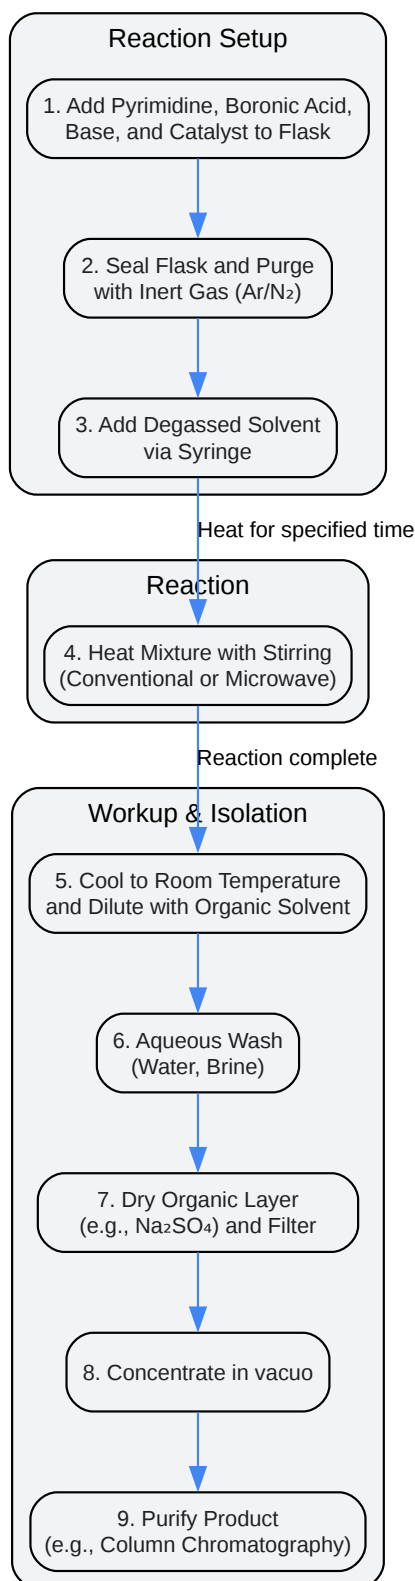 Reaction Setup
1. Add Pyrimidine, Boronic Acid,
Base, and Catalyst to Flask
2. Seal Flask and Purge
with Inert Gas (Ar/N₂)
3. Add Degassed Solvent
via Syringe
Heat for specified time
Reaction
4. Heat Mixture with Stirring
(Conventional or Microwave)
Reaction complete
Workup & Isolation
5. Cool to Room Temperature
and Dilute with Organic Solvent
6. Aqueous Wash
(Water, Brine)
7. Dry Organic Layer
(e.g., Na₂SO₄) and Filter
8. Concentrate in vacuo
9. Purify Product
(e.g., Column Chromatography)